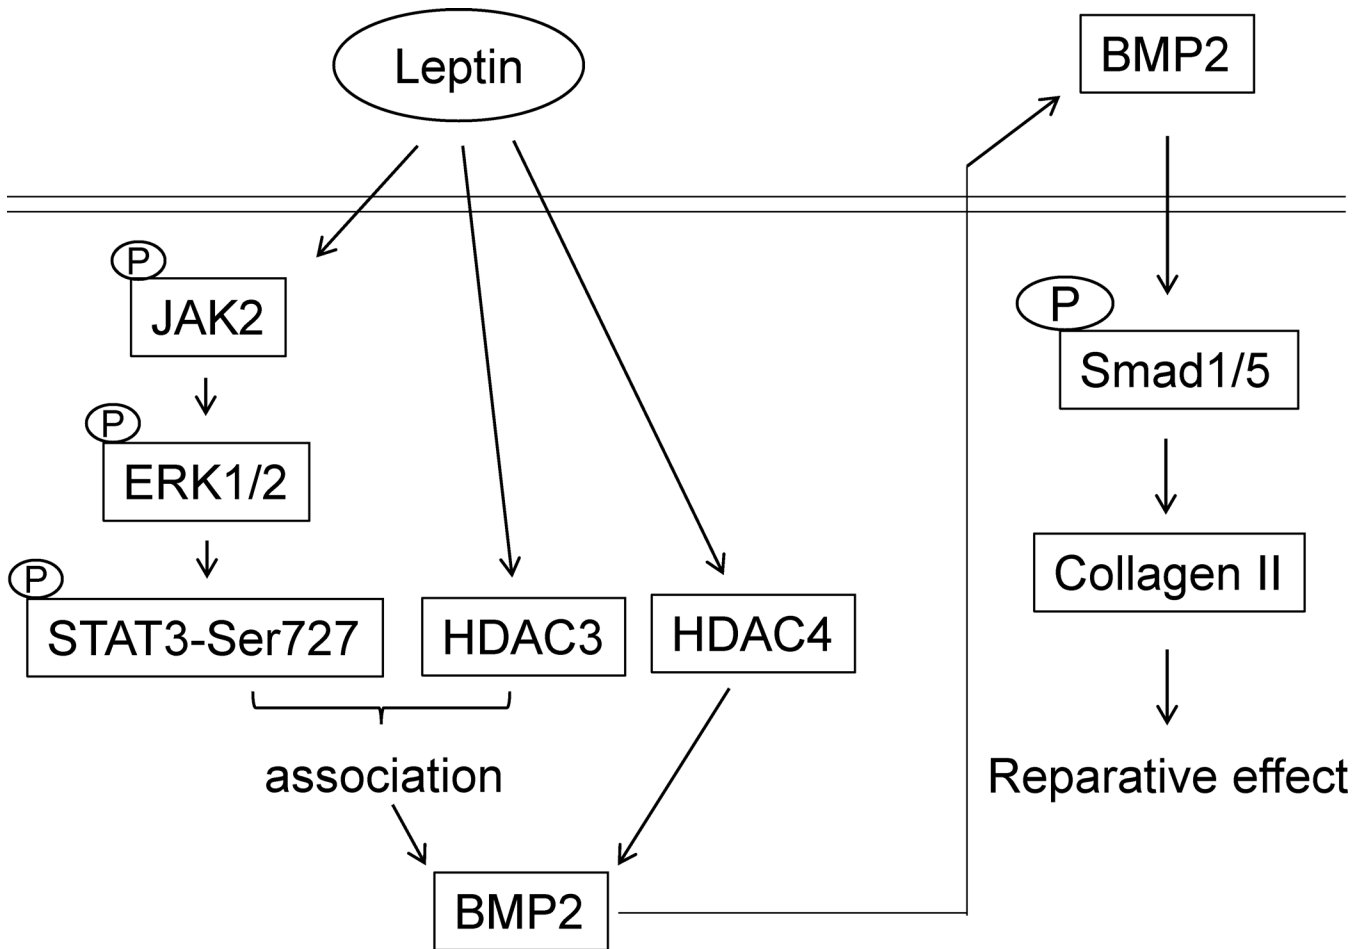 Leptin
BMP2
P
JAK2
P
ERK1/2
P
STAT3-Ser727
HDAC3
HDAC4
association
BMP2
P
Smad1/5
Collagen II
Reparative effect